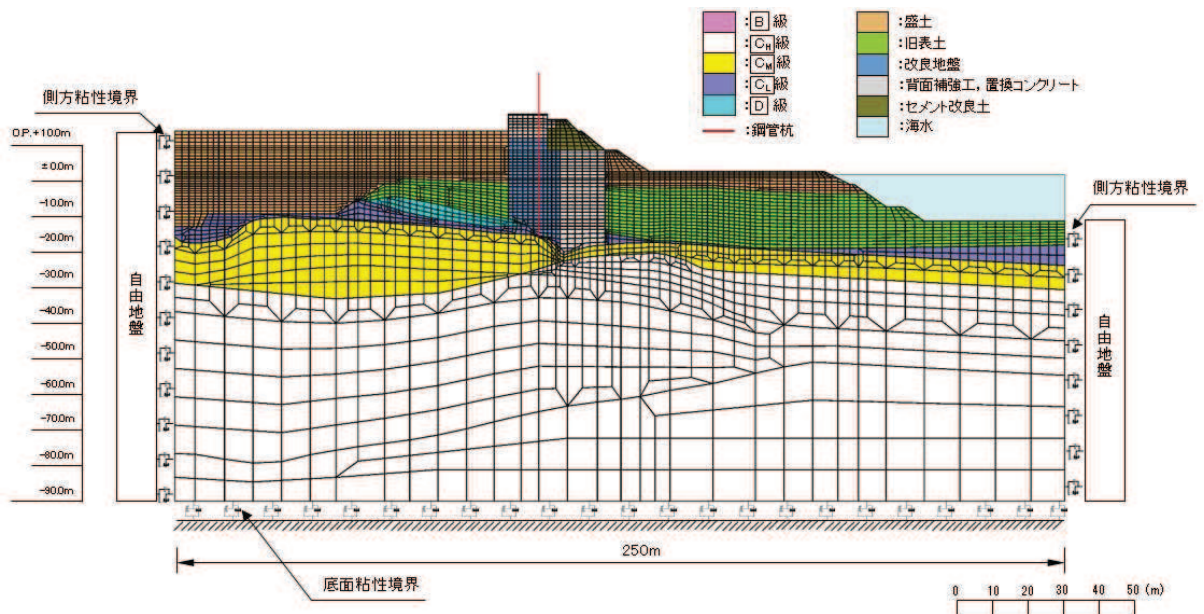 :B級
:CH級
:CM級
:CL級
:D級
:鋼管杭
:盛土
:旧表土
:改良地盤
:背面補強工,置換コンクリート
:セメント改良土
:海水
側方粘性境界
O.P.+10.0m
±0.0m
-10.0m
-20.0m
-30.0m
-40.0m
-50.0m
-60.0m
-70.0m
-80.0m
-90.0m
自由地盤
側方粘性境界
自由地盤
250m
底面粘性境界
0 10 20 30 40 50 (m)